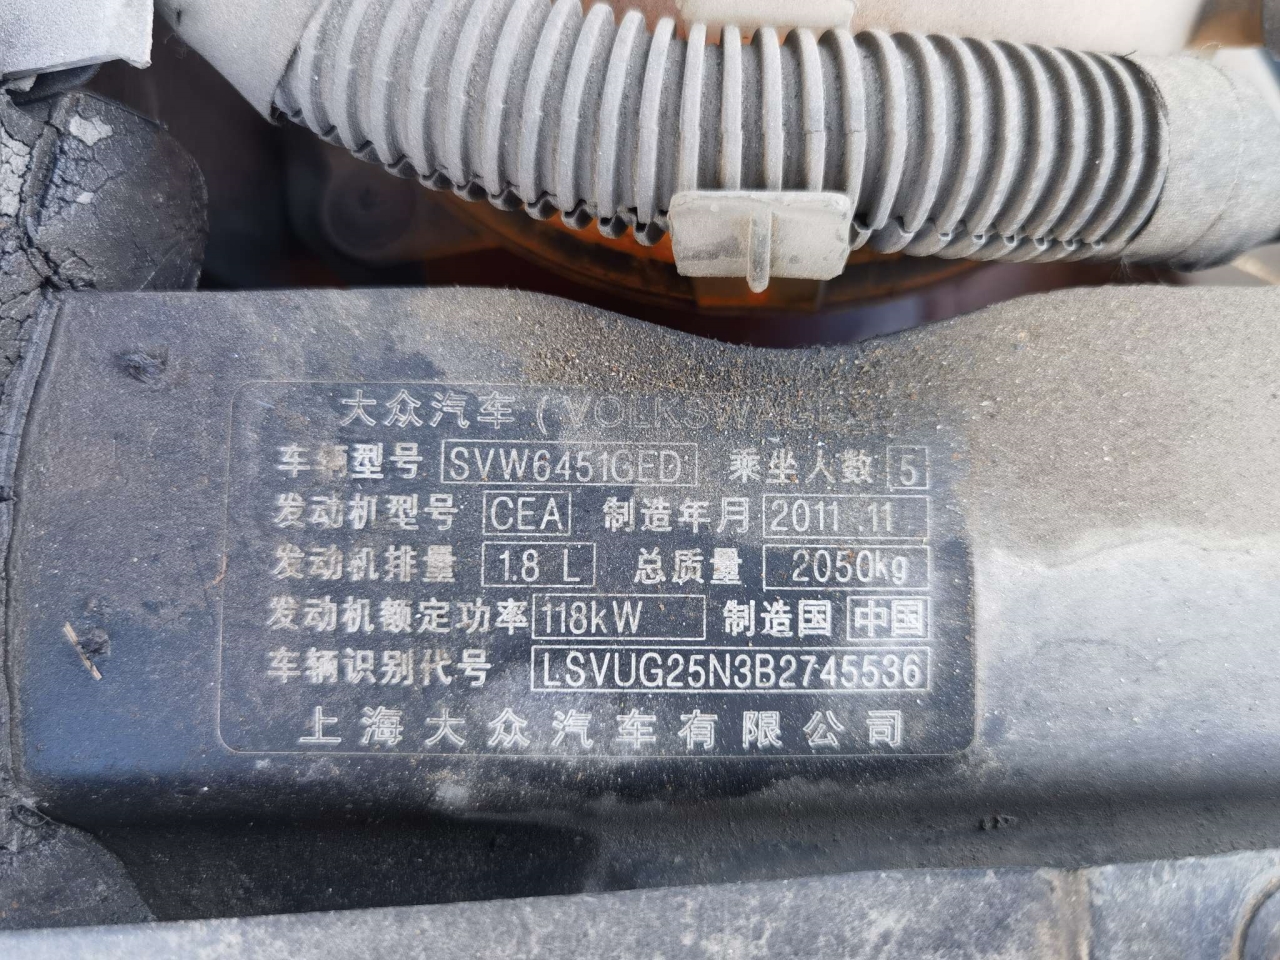 大众汽车(VOLKSWAGEN)
车辆型号 SVW6451GED 乘坐人数 5
发动机型号 CEA 制造年月 2011.11
发动机排量 1.8 L 总质量 2050kg
发动机额定功率 118kW 制造国 中国
车辆识别代号 LSVUG25N3B2745536
上海大众汽车有限公司